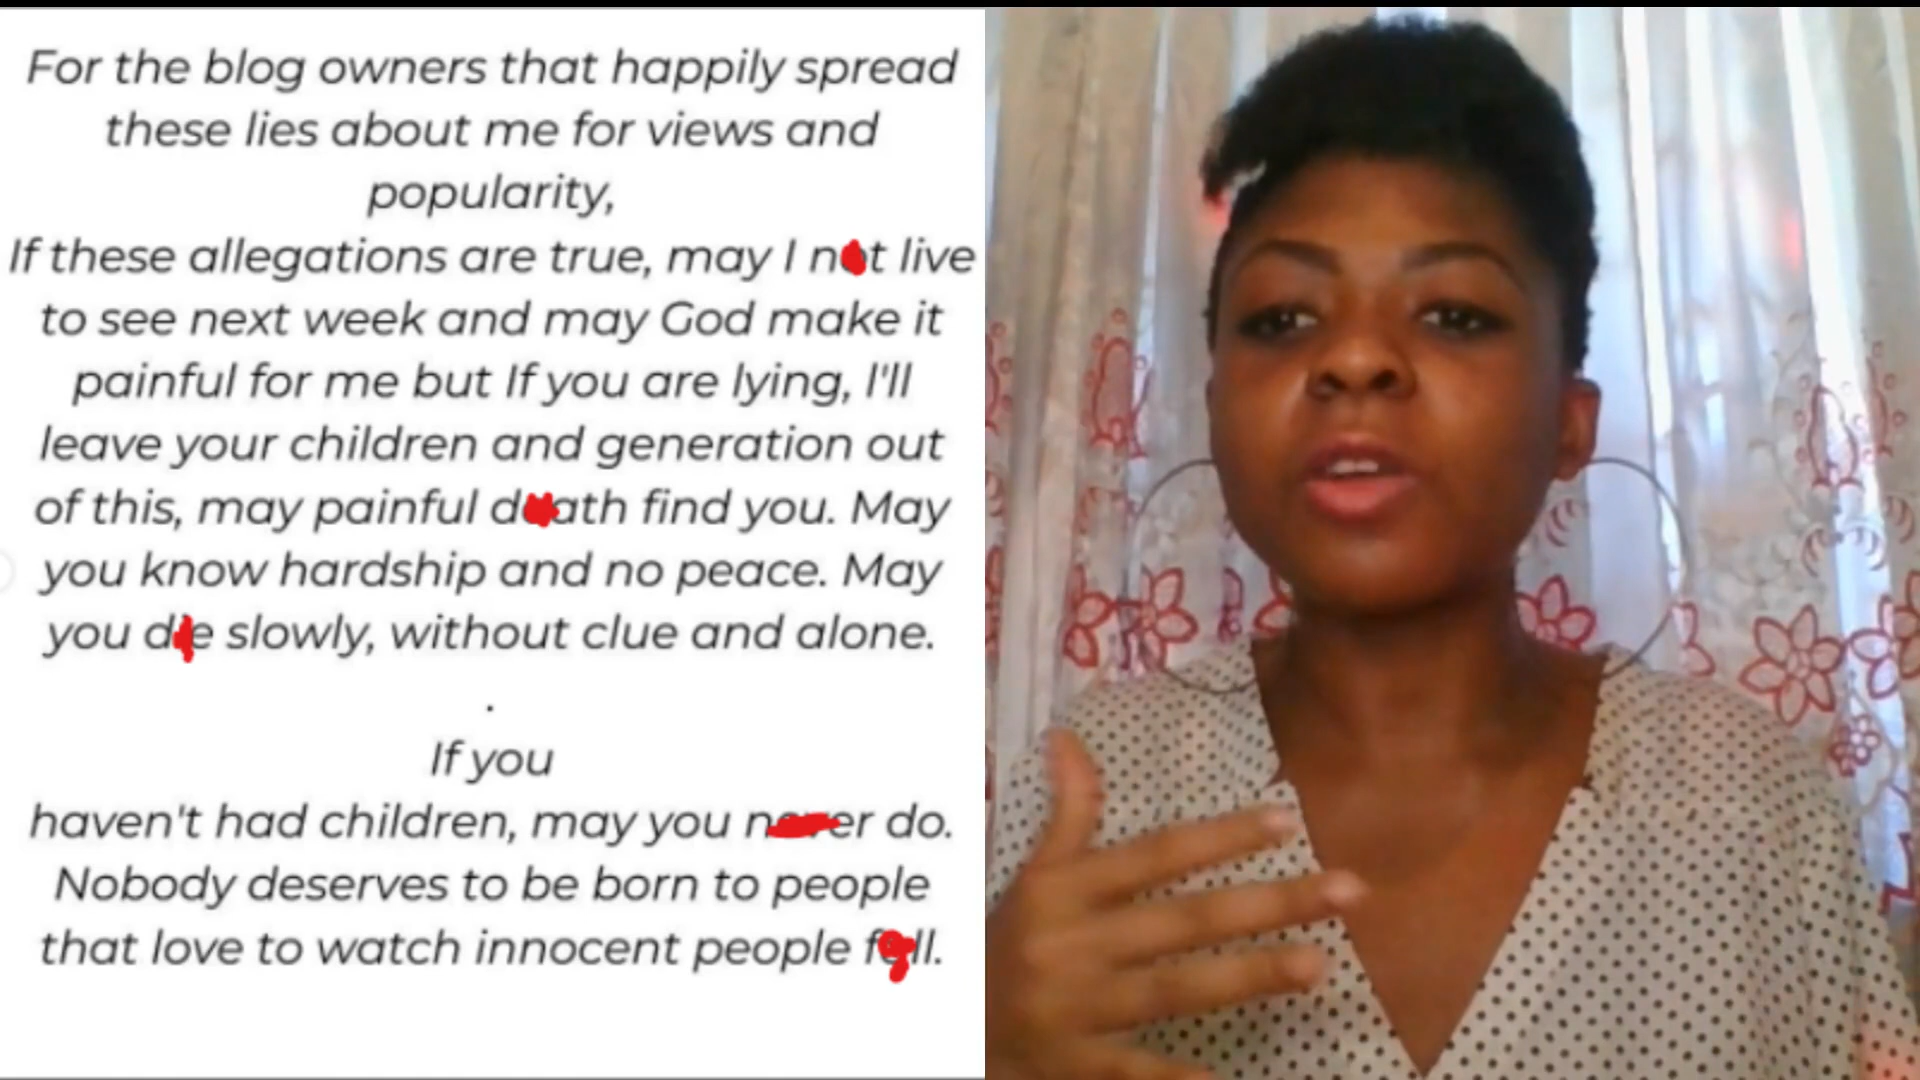 For the blog owners that happily spread
these lies about me for views and
popularity,
If these allegations are true, may I not live
to see next week and may God make it
painful for me but If you are lying, I'll
leave your children and generation out
of this, may painful death find you. May
you know hardship and no peace. May
you die slowly, without clue and alone.
.
If you
haven't had children, may you never do.
Nobody deserves to be born to people
that love to watch innocent people fall.